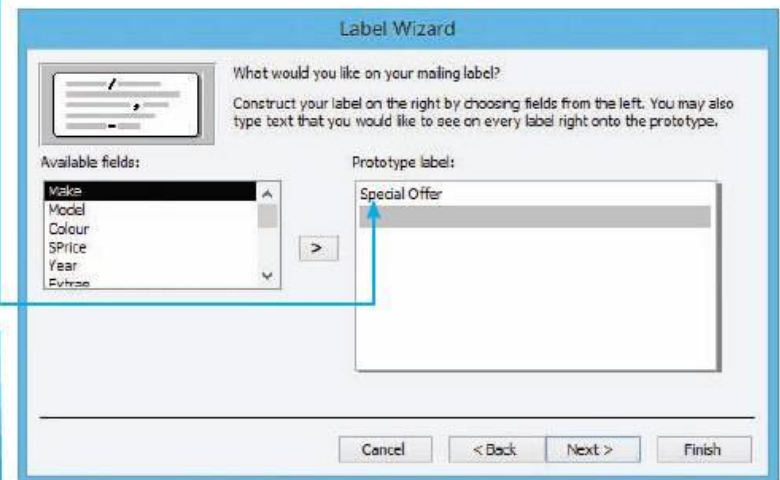 Label Wizard
What would you like on your mailing label?
Construct your label on the right by choosing fields from the left. You may also
type text that you would like to see on every label right onto the prototype.
Available fields:
Prototype label:
Make
Model
Colour
SPrice
Year
Extras
Special Offer
>
Cancel
< Back
Next >
Finish